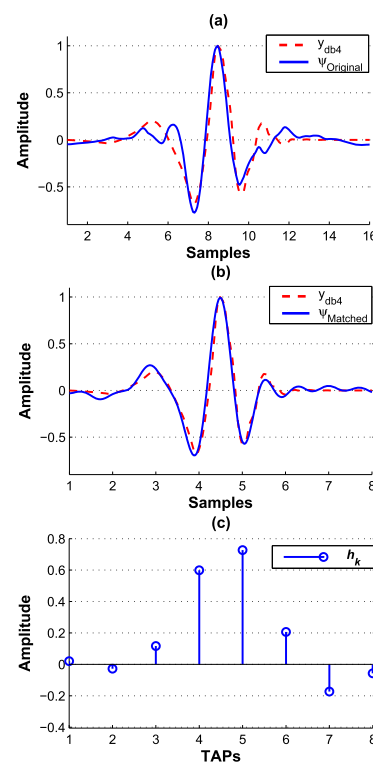 (a)
Amplitude
1
0
−0.5
y_db4
ψ_Original
2 4 6 8 10 12 14 16
Samples
(b)
Amplitude
1
0.5
0
−0.5
y_db4
ψ_Matched
1 2 3 4 5 6 7 8
Samples
(c)
Amplitude
0.8
0.6
0.4
0.2
0
−0.2
−0.4
h_k
1 2 3 4 5 6 7 8
TAPs